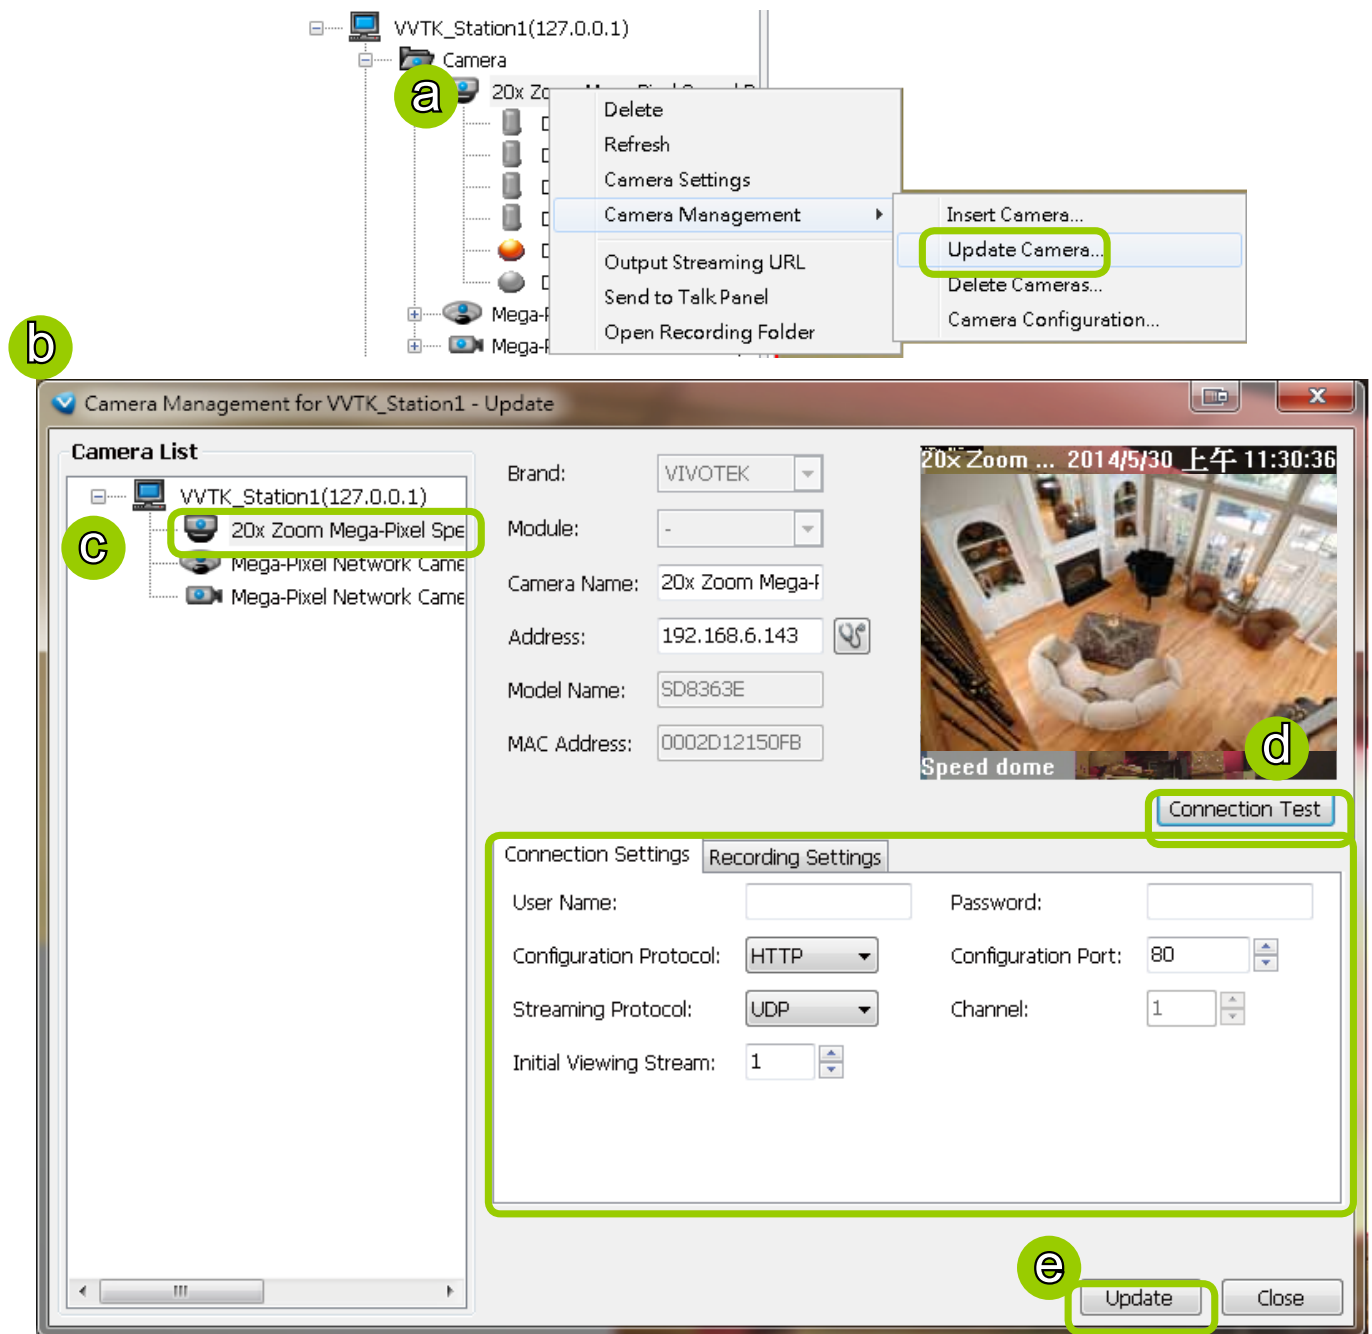 VVTK_Station1(127.0.0.1)
Camera
a
20x
Delete
Refresh
Camera Settings
Camera Management
Output Streaming URL
Send to Talk Panel
Open Recording Folder
Insert Camera...
Update Camera...
Delete Cameras...
Camera Configuration...
b
Camera Management for VVTK_Station1 - Update
Camera List
VVTK_Station1(127.0.0.1)
c
20x Zoom Mega-Pixel Spe
Mega-Pixel Network Came
Mega-Pixel Network Came
Brand: VIVOTEK
Module: -
Camera Name: 20x Zoom Mega-
Address: 192.168.6.143
Model Name: SD8363E
MAC Address: 0002D12150FB
20x Zoom ... 2014/5/30 上午 11:30:36
Speed dome
d
Connection Test
Connection Settings Recording Settings
User Name: Password:
Configuration Protocol: HTTP Configuration Port: 80
Streaming Protocol: UDP Channel: 1
Initial Viewing Stream: 1
e
Update Close